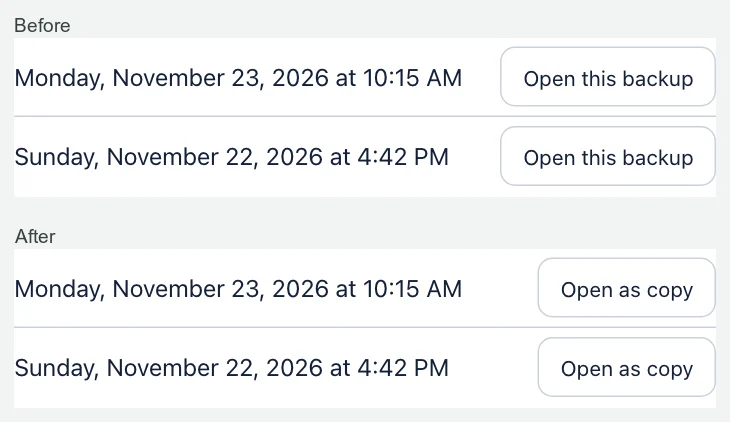 Before
Monday, November 23, 2026 at 10:15 AM Open this backup
Sunday, November 22, 2026 at 4:42 PM Open this backup
After
Monday, November 23, 2026 at 10:15 AM Open as copy
Sunday, November 22, 2026 at 4:42 PM Open as copy